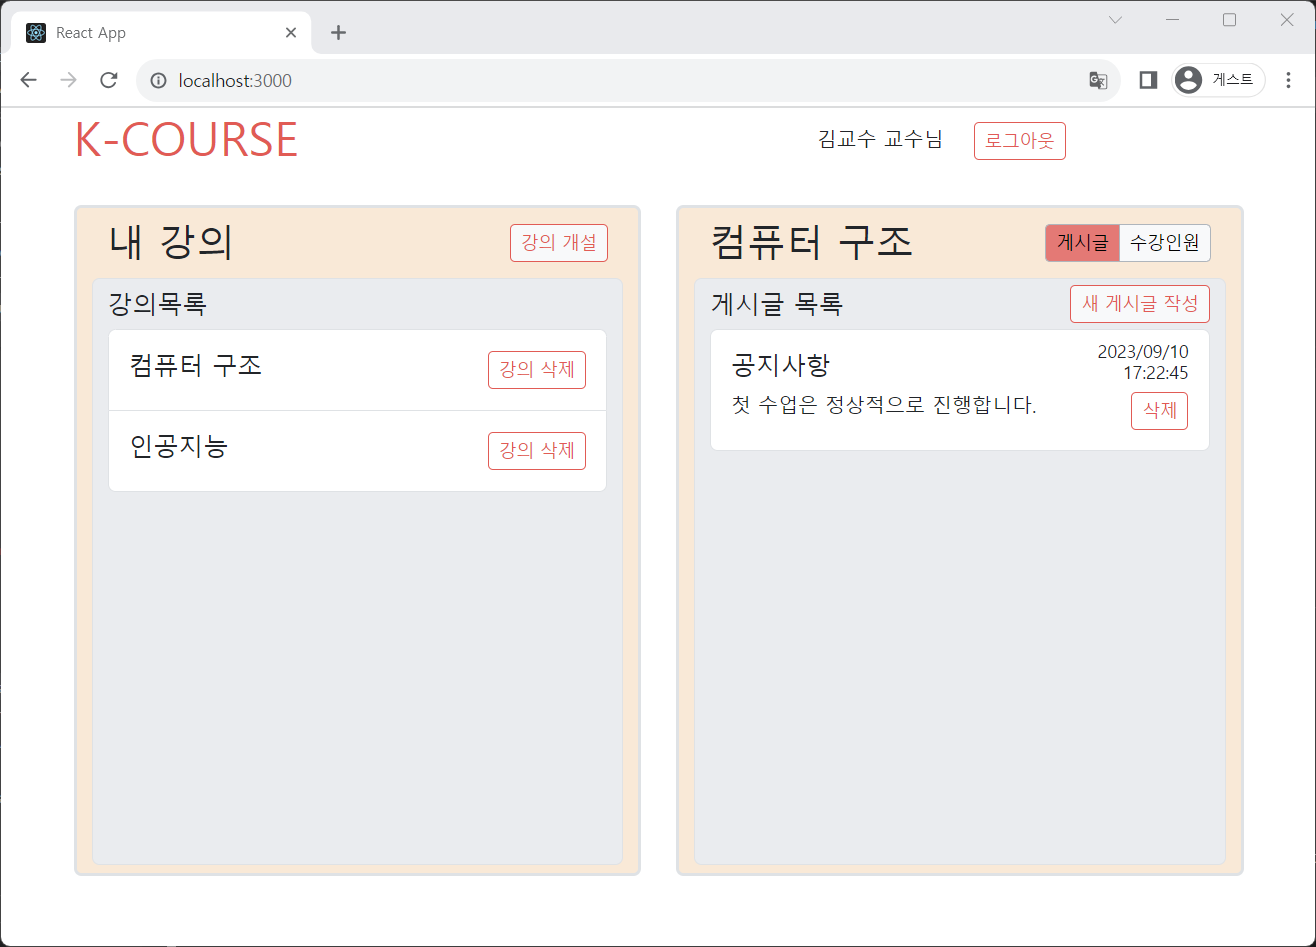 React App
localhost:3000
게스트
K-COURSE
김교수 교수님
로그아웃
내 강의
강의 개설
강의목록
컴퓨터 구조
강의 삭제
인공지능
강의 삭제
컴퓨터 구조
게시글
수강인원
게시글 목록
새 게시글 작성
공지사항
2023/09/10
17:22:45
첫 수업은 정상적으로 진행합니다.
삭제